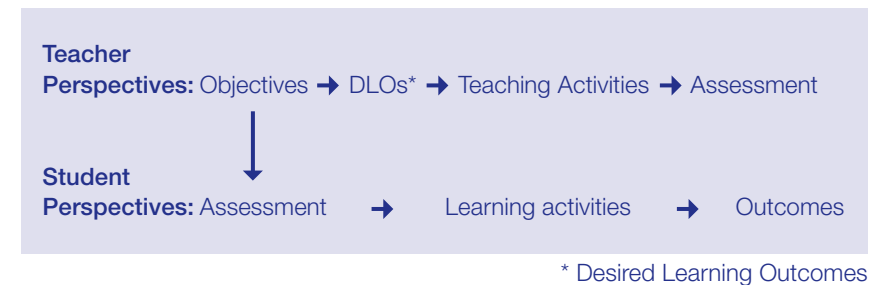 Teacher
Perspectives: Objectives → DLOs* → Teaching Activities → Assessment
Student
Perspectives: Assessment → Learning activities → Outcomes
* Desired Learning Outcomes